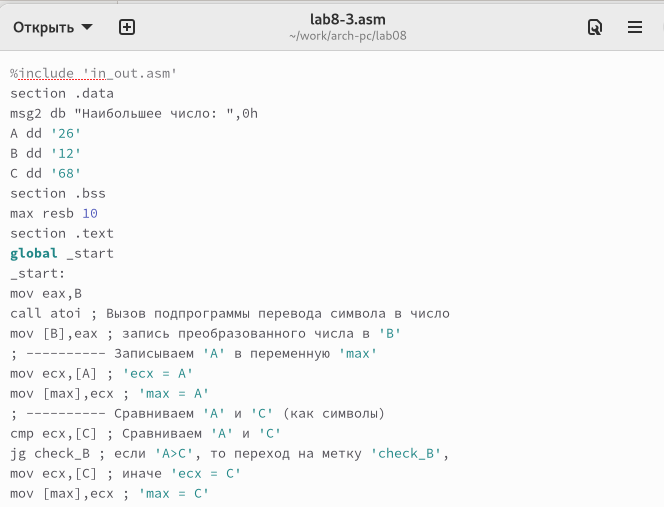 Открыть
lab8-3.asm
~/work/arch-pc/lab08
%include 'in_out.asm'
section .data
msg2 db "Наибольшее число: ",0h
A dd '26'
B dd '12'
C dd '68'
section .bss
max resb 10
section .text
global _start
_start:
mov eax,B
call atoi ; Вызов подпрограммы перевода символа в число
mov [B],eax ; запись преобразованного числа в 'B'
; ---------- Записываем 'A' в переменную 'max'
mov ecx,[A] ; 'ecx = A'
mov [max],ecx ; 'max = A'
; ---------- Сравниваем 'A' и 'С' (как символы)
cmp ecx,[C] ; Сравниваем 'A' и 'С'
jg check_B ; если 'A>C', то переход на метку 'check_B',
mov ecx,[C] ; иначе 'ecx = C'
mov [max],ecx ; 'max = C'